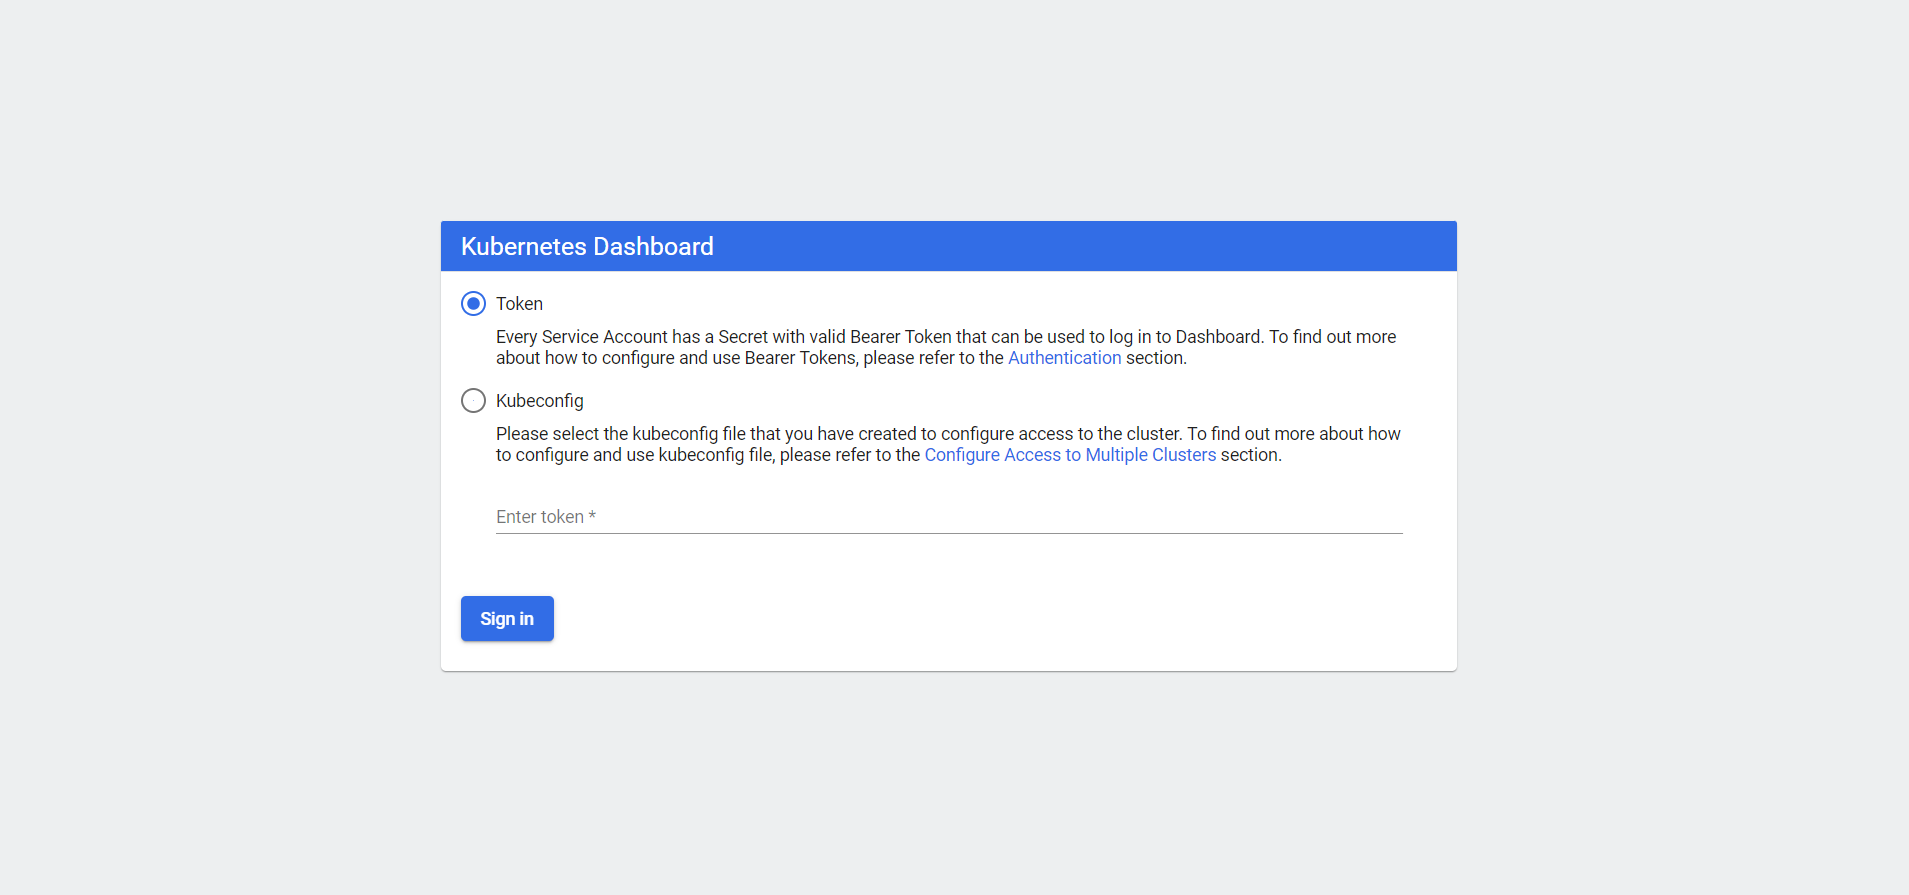 Kubernetes Dashboard
Token
Every Service Account has a Secret with valid Bearer Token that can be used to log in to Dashboard. To find out more
about how to configure and use Bearer Tokens, please refer to the Authentication section.
Kubeconfig
Please select the kubeconfig file that you have created to configure access to the cluster. To find out more about how
to configure and use kubeconfig file, please refer to the Configure Access to Multiple Clusters section.
Enter token *
Sign in